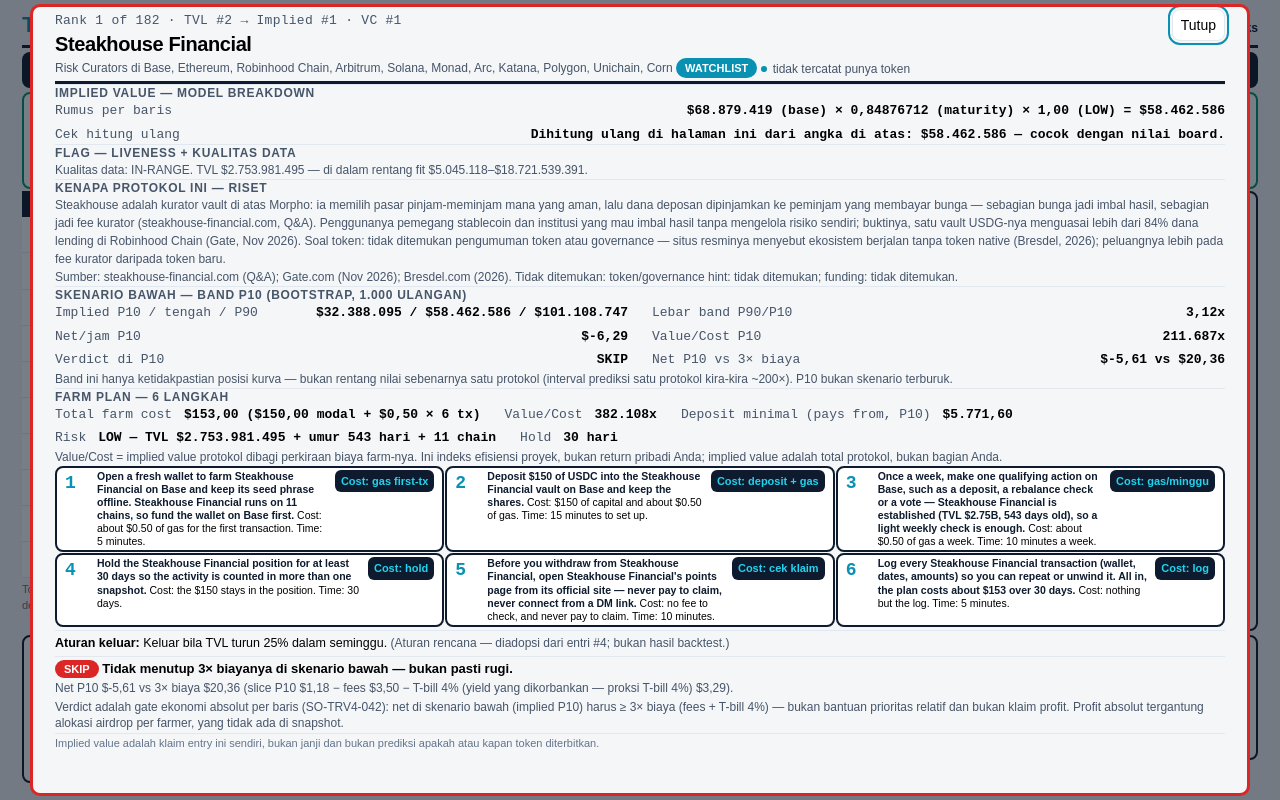 Rank 1 of 182 · TVL #2 → Implied #1 · VC #1
Tutup
Steakhouse Financial
Risk Curators di Base, Ethereum, Robinhood Chain, Arbitrum, Solana, Monad, Arc, Katana, Polygon, Unichain, Corn WATCHLIST ● tidak tercatat punya token
IMPLIED VALUE — MODEL BREAKDOWN
Rumus per baris $68.879.419 (base) × 0,84876712 (maturity) × 1,00 (LOW) = $58.462.586
Cek hitung ulang Dihitung ulang di halaman ini dari angka di atas: $58.462.586 — cocok dengan nilai board.
FLAG — LIVENESS + KUALITAS DATA
Kualitas data: IN-RANGE. TVL $2.753.981.495 — di dalam rentang fit $5.045.118–$18.721.539.391.
KENAPA PROTOKOL INI — RISET
Steakhouse adalah kurator vault di atas Morpho: ia memilih pasar pinjam-meminjam mana yang aman, lalu dana deposan dipinjamkan ke peminjam yang membayar bunga — sebagian bunga jadi imbal hasil, sebagian
jadi fee kurator (steakhouse-financial.com, Q&A). Penggunanya pemegang stablecoin dan institusi yang mau imbal hasil tanpa mengelola risiko sendiri; buktinya, satu vault USDG-nya menguasai lebih dari 84% dana
lending di Robinhood Chain (Gate, Nov 2026). Soal token: tidak ditemukan pengumuman token atau governance — situs resminya menyebut ekosistem berjalan tanpa token native (Bresdel, 2026); peluangnya lebih pada
fee kurator daripada token baru.
Sumber: steakhouse-financial.com (Q&A); Gate.com (Nov 2026); Bresdel.com (2026). Tidak ditemukan: token/governance hint: tidak ditemukan; funding: tidak ditemukan.
SKENARIO BAWAH — BAND P10 (BOOTSTRAP, 1.000 ULANGAN)
Implied P10 / tengah / P90 $32.388.095 / $58.462.586 / $101.108.747 Lebar band P90/P10 3,12x
Net/jam P10 $-6,29 Value/Cost P10 211.687x
Verdict di P10 SKIP Net P10 vs 3× biaya $-5,61 vs $20,36
Band ini hanya ketidakpastian posisi kurva — bukan rentang nilai sebenarnya satu protokol (interval prediksi satu protokol kira-kira ~200×). P10 bukan skenario terburuk.
FARM PLAN — 6 LANGKAH
Total farm cost $153,00 ($150,00 modal + $0,50 × 6 tx) Value/Cost 382.108x Deposit minimal (pays from, P10) $5.771,60
Risk LOW — TVL $2.753.981.495 + umur 543 hari + 11 chain Hold 30 hari
Value/Cost = implied value protokol dibagi perkiraan biaya farm-nya. Ini indeks efisiensi proyek, bukan return pribadi Anda; implied value adalah total protokol, bukan bagian Anda.
1 Open a fresh wallet to farm Steakhouse
Financial on Base and keep its seed phrase
offline. Steakhouse Financial runs on 11
chains, so fund the wallet on Base first. Cost:
about $0.50 of gas for the first transaction. Time:
5 minutes.
Cost: gas first-tx
2 Deposit $150 of USDC into the Steakhouse
Financial vault on Base and keep the
shares. Cost: $150 of capital and about $0.50
of gas. Time: 15 minutes to set up.
Cost: deposit + gas
3 Once a week, make one qualifying action on
Base, such as a deposit, a rebalance check
or a vote — Steakhouse Financial is
established (TVL $2.75B, 543 days old), so a
light weekly check is enough. Cost: about
$0.50 of gas a week. Time: 10 minutes a week.
Cost: gas/minggu
4 Hold the Steakhouse Financial position for at least
30 days so the activity is counted in more than one
snapshot. Cost: the $150 stays in the position. Time: 30
days.
Cost: hold
5 Before you withdraw from Steakhouse
Financial, open Steakhouse Financial's points
page from its official site — never pay to claim,
never connect from a DM link. Cost: no fee to
check, and never pay to claim. Time: 10 minutes.
Cost: cek klaim
6 Log every Steakhouse Financial transaction (wallet,
dates, amounts) so you can repeat or unwind it. All in,
the plan costs about $153 over 30 days. Cost: nothing
but the log. Time: 5 minutes.
Cost: log
Aturan keluar: Keluar bila TVL turun 25% dalam seminggu. (Aturan rencana — diadopsi dari entri #4; bukan hasil backtest.)
SKIP Tidak menutup 3× biayanya di skenario bawah — bukan pasti rugi.
Net P10 $-5,61 vs 3× biaya $20,36 (slice P10 $1,18 − fees $3,50 − T-bill 4% (yield yang dikorbankan — proksi T-bill 4%) $3,29).
Verdict adalah gate ekonomi absolut per baris (SO-TRV4-042): net di skenario bawah (implied P10) harus ≥ 3× biaya (fees + T-bill 4%) — bukan bantuan prioritas relatif dan bukan klaim profit. Profit absolut tergantung
alokasi airdrop per farmer, yang tidak ada di snapshot.
Implied value adalah klaim entry ini sendiri, bukan janji dan bukan prediksi apakah atau kapan token diterbitkan.